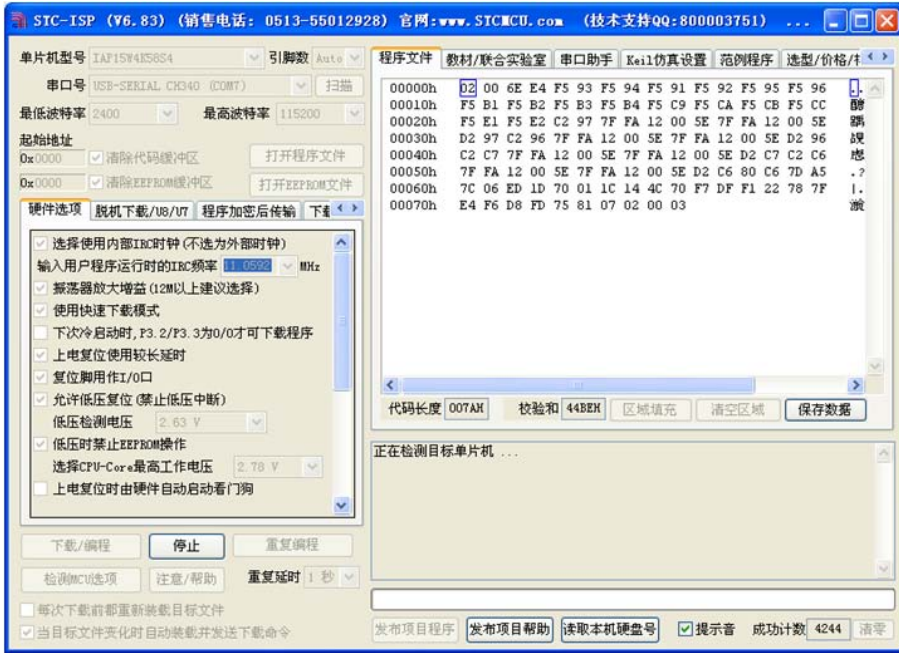 STC-ISP (V6.83) (销售电话: 0513-55012928) 官网:www.STCMCU.com (技术支持QQ:800003751) ...
单片机型号 IAP15W4K58S4 引脚数 Auto
串口号 USB-SERIAL CH340 (COM7) 扫描
最低波特率 2400 最高波特率 115200
起始地址
0x0000 清除代码缓冲区 打开程序文件
0x0000 清除EEPROM缓冲区 打开EEPROM文件
硬件选项 脱机下载/U8/U7 程序加密后传输 下载
选择使用内部IRC时钟(不选为外部时钟)
输入用户程序运行时的IRC频率 11.0592 MHz
振荡器放大增益(12M以上建议选择)
使用快速下载模式
下次冷启动时,P3.2/P3.3为0/0才可下载程序
上电复位使用较长延时
复位脚用作I/O口
允许低压复位(禁止低压中断)
低压检测电压 2.63 V
低压时禁止EEPROM操作
选择CPU-Core最高工作电压 2.78 V
上电复位时由硬件自动启动看门狗
下载/编程 停止 重复编程
检测MCU选项 注意/帮助 重复延时 1 秒
每次下载前都重新装载目标文件
当目标文件变化时自动装载并发送下载命令
程序文件 教材/联合实验室 串口助手 Keil仿真设置 范例程序 选型/价格/
00000h 02 00 6E E4 F5 93 F5 94 F5 91 F5 92 F5 95 F5 96
00010h F5 B1 F5 B2 F5 B3 F5 B4 F5 C9 F5 CA F5 CB F5 CC
00020h F5 E1 F5 E2 C2 97 7F FA 12 00 5E 7F FA 12 00 5E
00030h D2 97 C2 96 7F FA 12 00 5E 7F FA 12 00 5E D2 96
00040h C2 C7 7F FA 12 00 5E 7F FA 12 00 5E D2 C7 C2 C6
00050h 7F FA 12 00 5E 7F FA 12 00 5E D2 C6 80 C6 7D A5 .?
00060h 7C 06 ED 1D 70 01 1C 14 4C 70 F7 DF F1 22 78 7F |.
00070h E4 F6 D8 FD 75 81 07 02 00 03
代码长度 007AH 校验和 44BEH 区域填充 清空区域 保存数据
正在检测目标单片机 ...
发布项目程序 发布项目帮助 读取本机硬盘号 提示音 成功计数 4244 清零